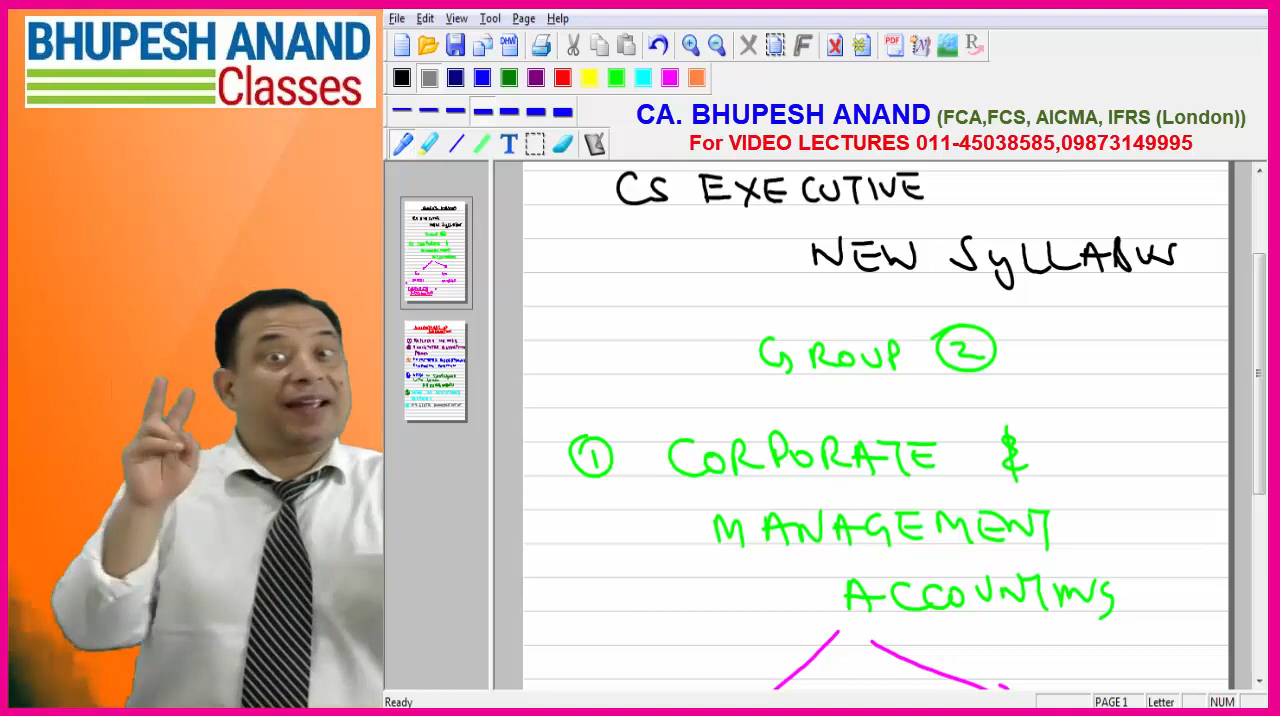 BHUPESH ANAND
Classes
File Edit View Tool Page Help
CA. BHUPESH ANAND (FCA,FCS, AICMA, IFRS (London))
For VIDEO LECTURES 011-45038585,09873149995
CS EXECUTIVE
NEW SYLLABUS
GROUP 2
1 CORPORATE &
MANAGEMENT
ACCOUNTING
Ready PAGE 1 Letter NUM